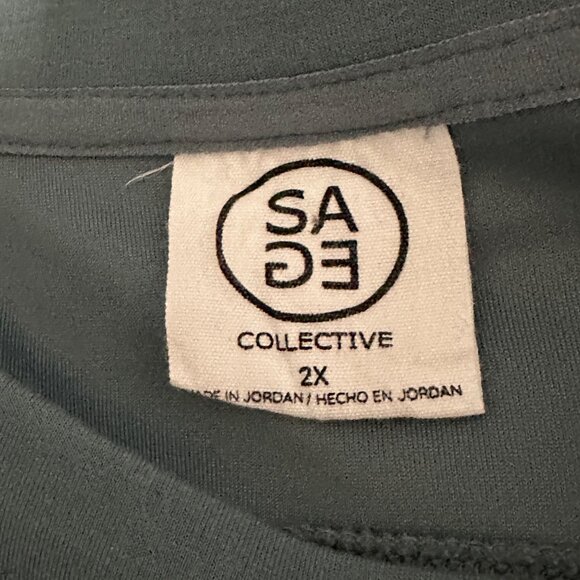 SA
GE
COLLECTIVE
2X
MADE IN JORDAN / HECHO EN JORDAN